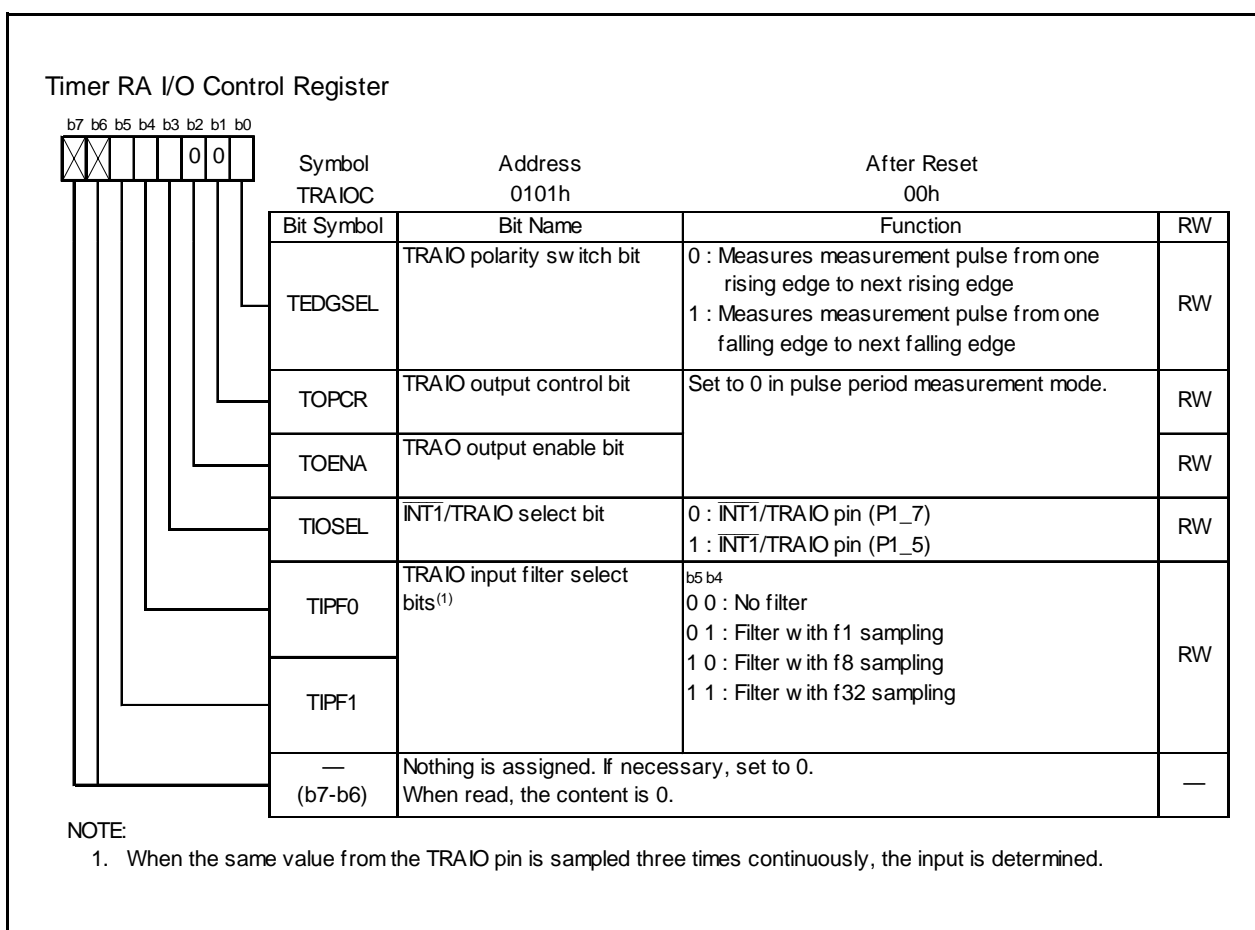 Timer RA I/O Control Register
b7 b6 b5 b4 b3 b2 b1 b0
0 0
Symbol Address After Reset
TRAIOC 0101h 00h
Bit Symbol Bit Name Function RW
TEDGSEL TRAIO polarity switch bit 0 : Measures measurement pulse from one
rising edge to next rising edge
1 : Measures measurement pulse from one
falling edge to next falling edge
RW
TOPCR TRAIO output control bit Set to 0 in pulse period measurement mode. RW
TOENA TRAO output enable bit RW
TIOSEL INT1/TRAIO select bit 0 : INT1/TRAIO pin (P1_7)
1 : INT1/TRAIO pin (P1_5)
RW
TIPF0 TRAIO input filter select
bits(1)
b5 b4
0 0 : No filter
0 1 : Filter with f1 sampling
1 0 : Filter with f8 sampling
1 1 : Filter with f32 sampling
RW
TIPF1
—
(b7-b6)
Nothing is assigned. If necessary, set to 0.
When read, the content is 0.
—
NOTE:
1. When the same value from the TRAIO pin is sampled three times continuously, the input is determined.